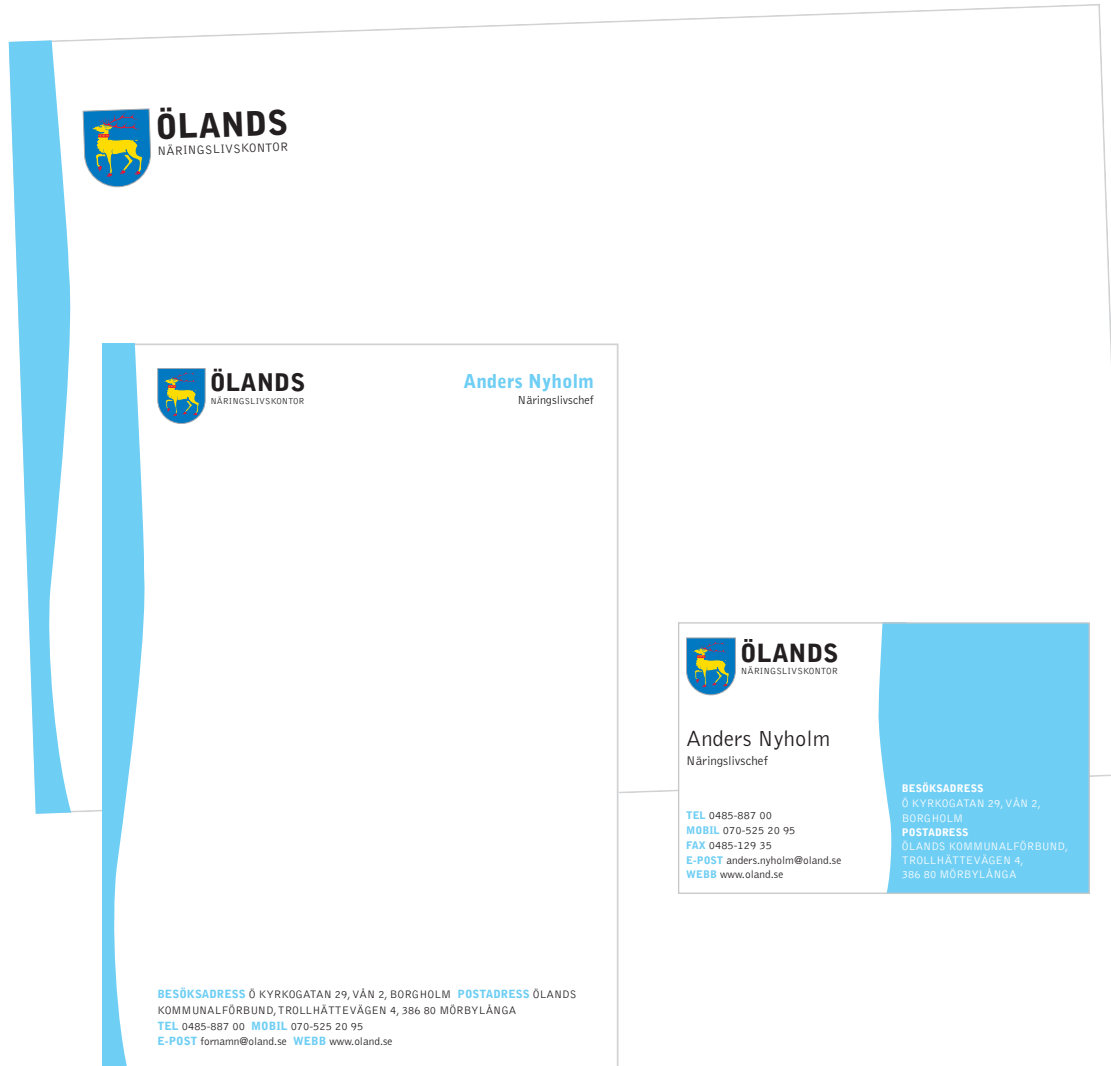 ÖLANDS
NÄRINGSLIVSKONTOR
ÖLANDS
NÄRINGSLIVSKONTOR
Anders Nyholm
Näringslivschef
BESÖKSADRESS Ö KYRKOGATAN 29, VÅN 2, BORGHOLM POSTADRESS ÖLANDS
KOMMUNALFÖRBUND, TROLLHÄTTEVÄGEN 4, 386 80 MÖRBYLÅNGA
TEL 0485-887 00 MOBIL 070-525 20 95
E-POST fornamn@oland.se WEBB www.oland.se
ÖLANDS
NÄRINGSLIVSKONTOR
Anders Nyholm
Näringslivschef
TEL 0485-887 00
MOBIL 070-525 20 95
FAX 0485-129 35
E-POST anders.nyholm@oland.se
WEBB www.oland.se
BESÖKSADRESS
Ö KYRKOGATAN 29, VÅN 2,
BORGHOLM
POSTADRESS
ÖLANDS KOMMUNALFÖRBUND,
TROLLHÄTTEVÄGEN 4,
386 80 MÖRBYLÅNGA